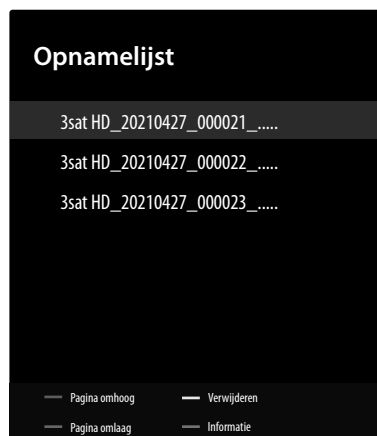 Opnamelijst
3sat HD_20210427_000021_.....
3sat HD_20210427_000022_.....
3sat HD_20210427_000023_.....
Pagina omhoog Verwijderen
Pagina omlaag Informatie